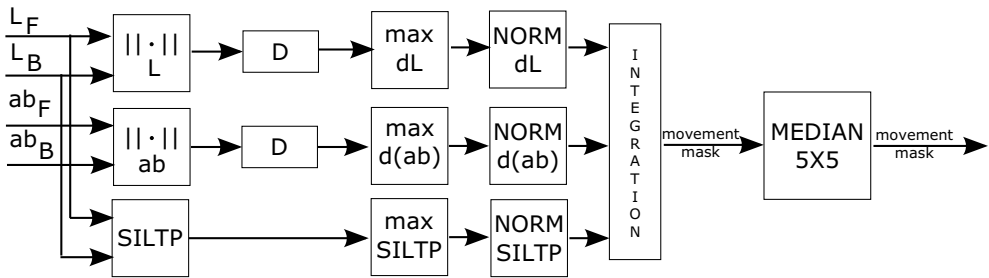 L_F
L_B
ab_F
ab_B
||·||
L
D
max
dL
NORM
dL
||·||
ab
D
max
d(ab)
NORM
d(ab)
SILTP
max
SILTP
NORM
SILTP
INTEGRATION
movement
mask
MEDIAN
5X5
movement
mask